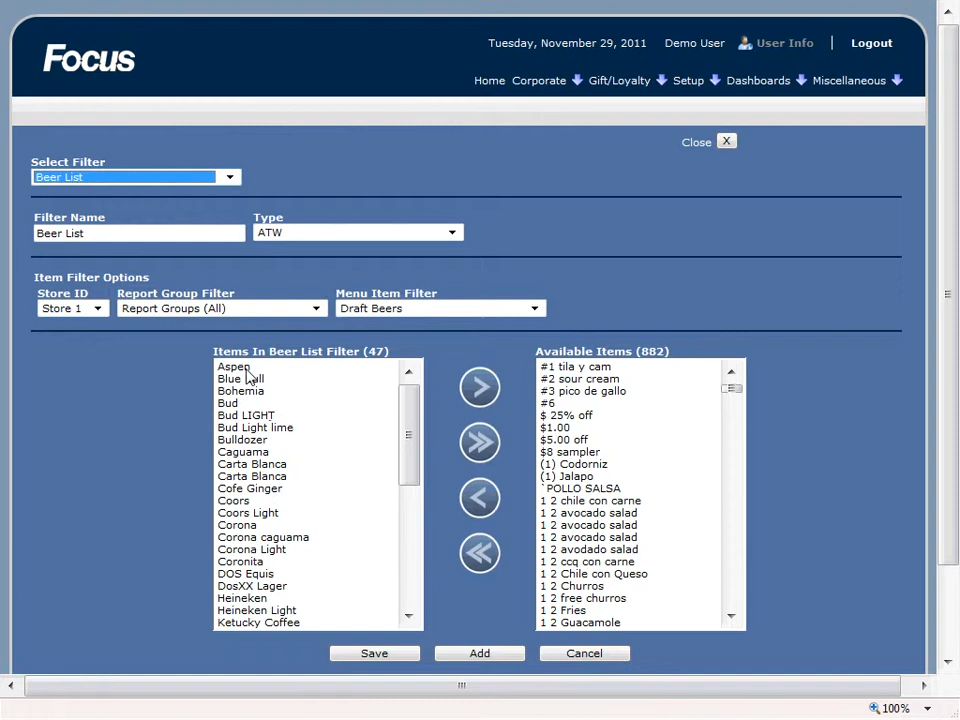 Focus
Tuesday, November 29, 2011 Demo User User Info | Logout
Home Corporate Gift/Loyalty Setup Dashboards Miscellaneous
Close X
Select Filter
Beer List
Filter Name Type
Beer List ATW
Item Filter Options
Store ID Report Group Filter Menu Item Filter
Store 1 Report Groups (All) Draft Beers
Items In Beer List Filter (47)
Aspen
Blue Bull
Bohemia
Bud
Bud LIGHT
Bud Light lime
Bulldozer
Caguama
Carta Blanca
Carta Blanca
Cofe Ginger
Coors
Coors Light
Corona
Corona caguama
Corona Light
Coronita
DOS Equis
DosXX Lager
Heineken
Heineken Light
Ketucky Coffee
Available Items (882)
#1 tila y cam
#2 sour cream
#3 pico de gallo
#6
$ 25% off
$1.00
$5.00 off
$8 sampler
(1) Codorniz
(1) Jalapo
`POLLO SALSA
1 2 chile con carne
1 2 avocado salad
1 2 avocado salad
1 2 avocado salad
1 2 avodado salad
1 2 ccq con carne
1 2 Chile con Queso
1 2 Churros
1 2 free churros
1 2 Fries
1 2 Guacamole
Save Add Cancel
100%